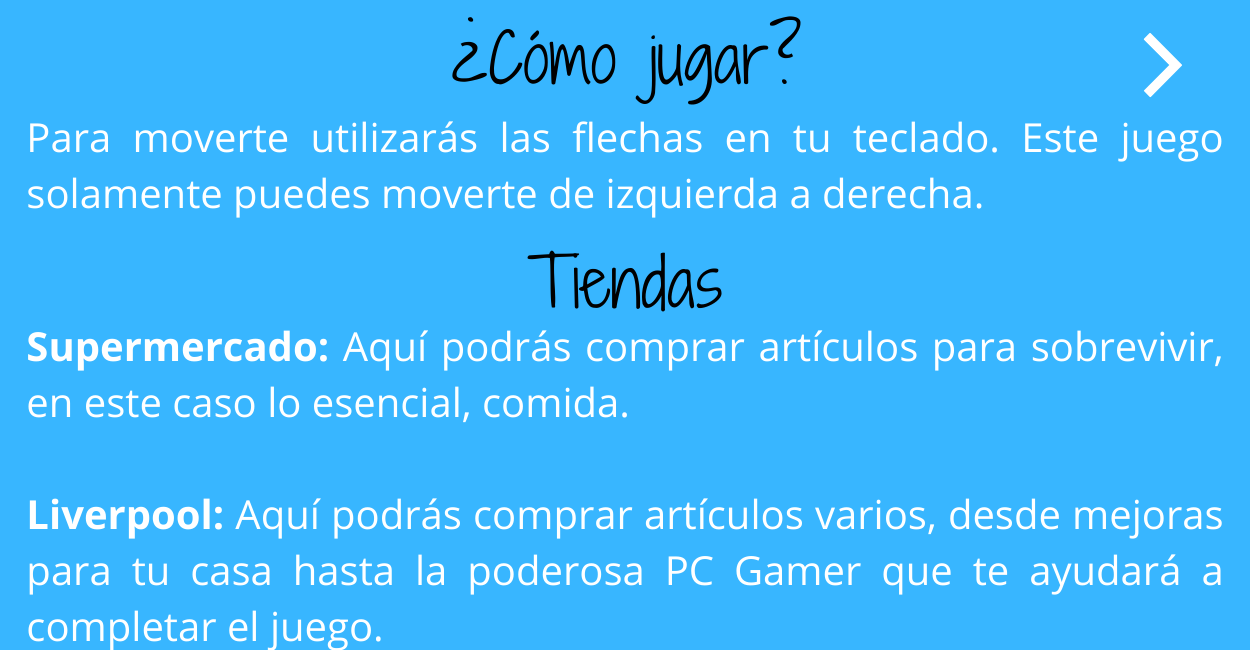 ¿Cómo jugar?
Para moverte utilizarás las flechas en tu teclado. Este juego
solamente puedes moverte de izquierda a derecha.
Tiendas
Supermercado: Aquí podrás comprar artículos para sobrevivir,
en este caso lo esencial, comida.
Liverpool: Aquí podrás comprar artículos varios, desde mejoras
para tu casa hasta la poderosa PC Gamer que te ayudará a
completar el juego.